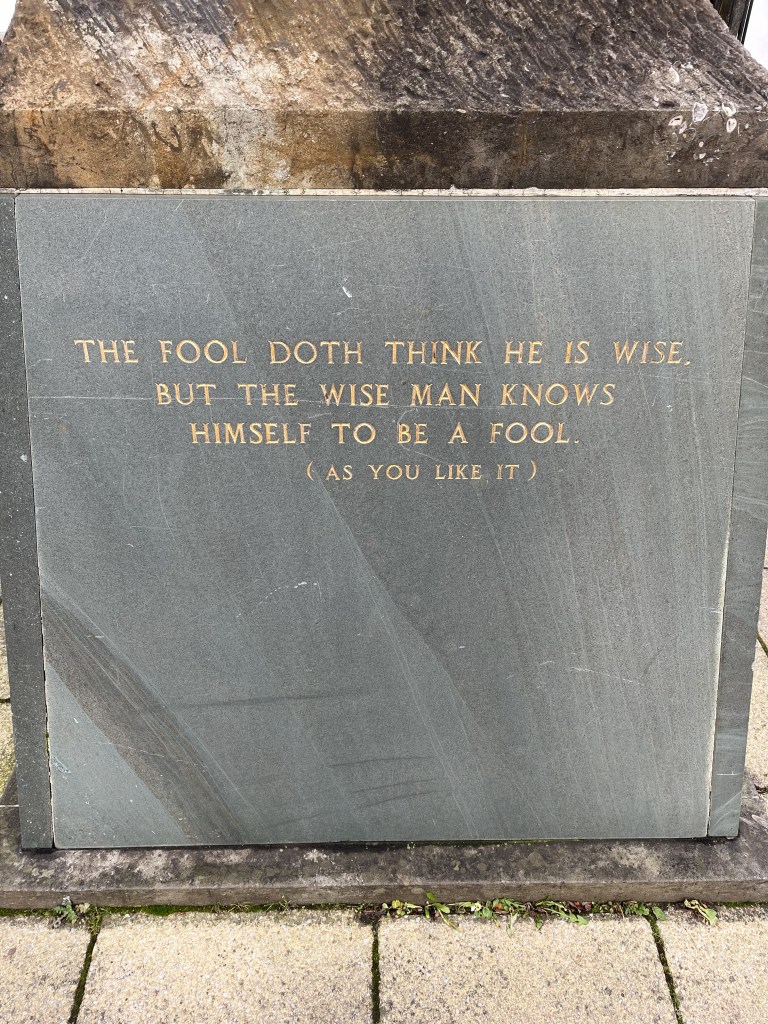 THE FOOL DOTH THINK HE IS WISE,
BUT THE WISE MAN KNOWS
HIMSELF TO BE A FOOL.
(AS YOU LIKE IT)